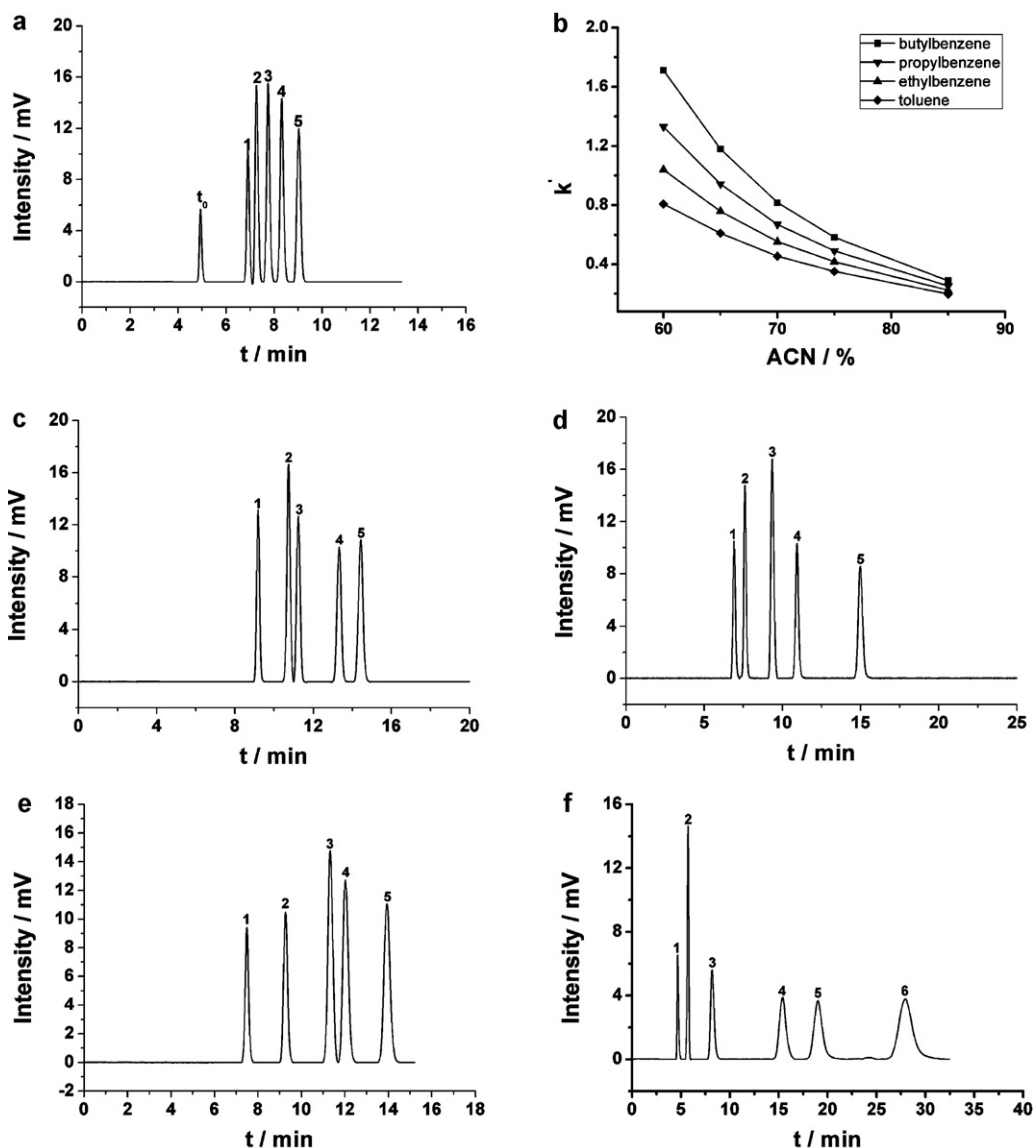 a
20
16
12
8
4
0
Intensity / mV
t₀
1
2
3
4
5
0 2 4 6 8 10 12 14 16
t / min
b
1.6
1.2
0.8
0.4
k'
butylbenzene
propylbenzene
ethylbenzene
toluene
60 70 80 90
ACN / %
c
20
16
12
8
4
0
Intensity / mV
1
2
3
4
5
0 4 8 12 16 20
t / min
d
20
16
12
8
4
0
Intensity / mV
1
2
3
4
5
0 5 10 15 20 25
t / min
e
18
16
14
12
10
8
6
4
2
0
-2
Intensity / mV
1
2
3
4
5
0 2 4 6 8 10 12 14 16 18
t / min
f
16
12
8
4
0
Intensity / mV
1
2
3
4
5
6
0 5 10 15 20 25 30 35 40
t / min